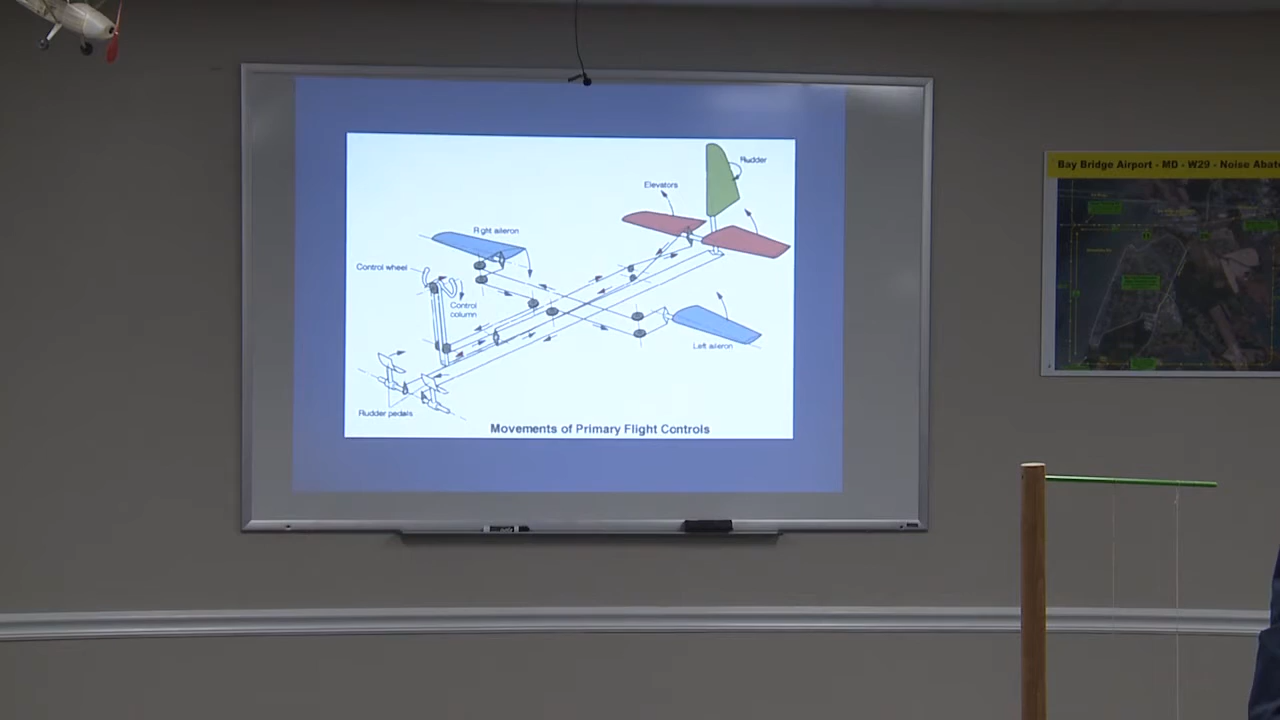 Rudder
Elevators
Right aileron
Control wheel
Control
column
Left aileron
Rudder pedals
Movements of Primary Flight Controls
Bay Bridge Airport - MD - W29 - Noise Abat